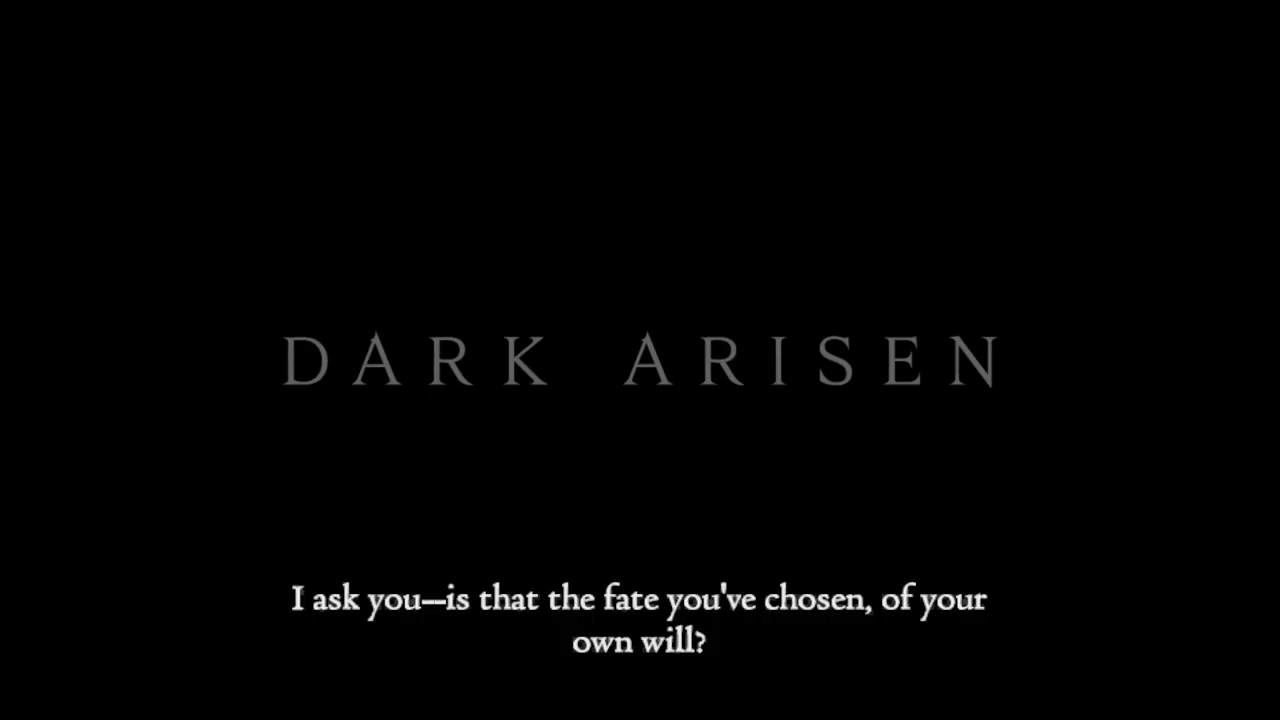 DARK ARISEN
I ask you—is that the fate you've chosen, of your
own will?